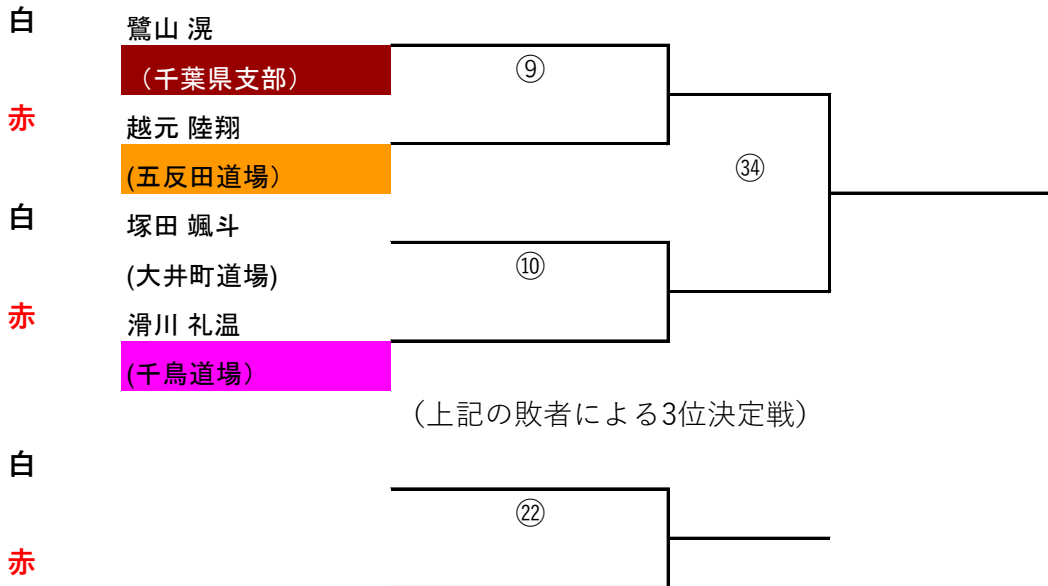 白
鷺山 滉
（千葉県支部）
⑨
赤
越元 陸翔
(五反田道場）
㉞
白
塚田 颯斗
(大井町道場)
⑩
赤
滑川 礼温
(千鳥道場）
（上記の敗者による3位決定戦）
白
㉒
赤